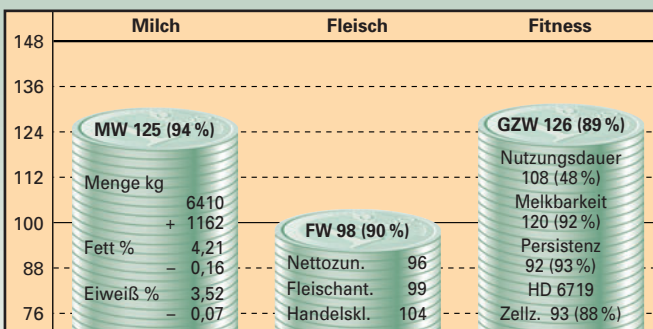 Milch Fleisch Fitness
148
136
124
112
100
88
76
MW 125 (94 %)
Menge kg
6410
+ 1162
Fett % 4,21
– 0,16
Eiweiß % 3,52
– 0,07
FW 98 (90 %)
Nettozun. 96
Fleischant. 99
Handelskl. 104
GZW 126 (89 %)
Nutzungsdauer
108 (48 %)
Melkbarkeit
120 (92 %)
Persistenz
92 (93 %)
HD 6719
Zellz. 93 (88 %)